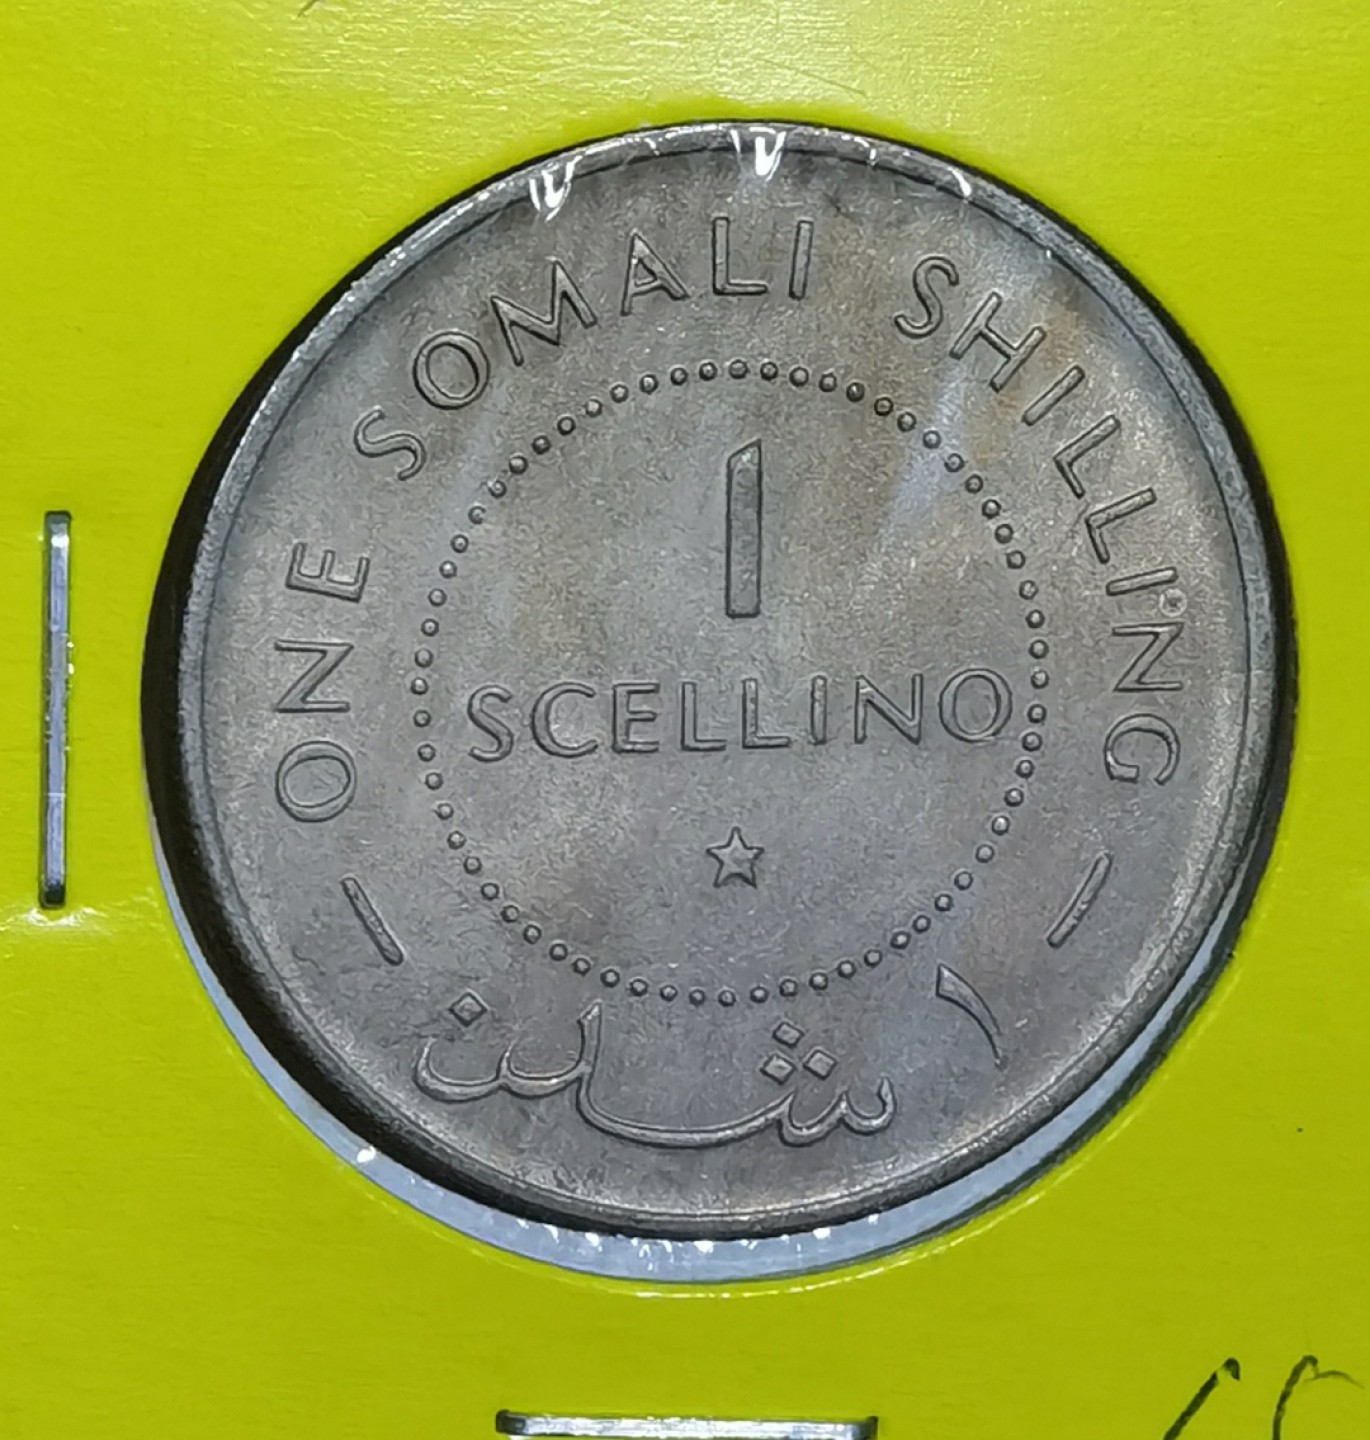 ONE SOMALI SHILLING
1
SCELLINO
١ شلن